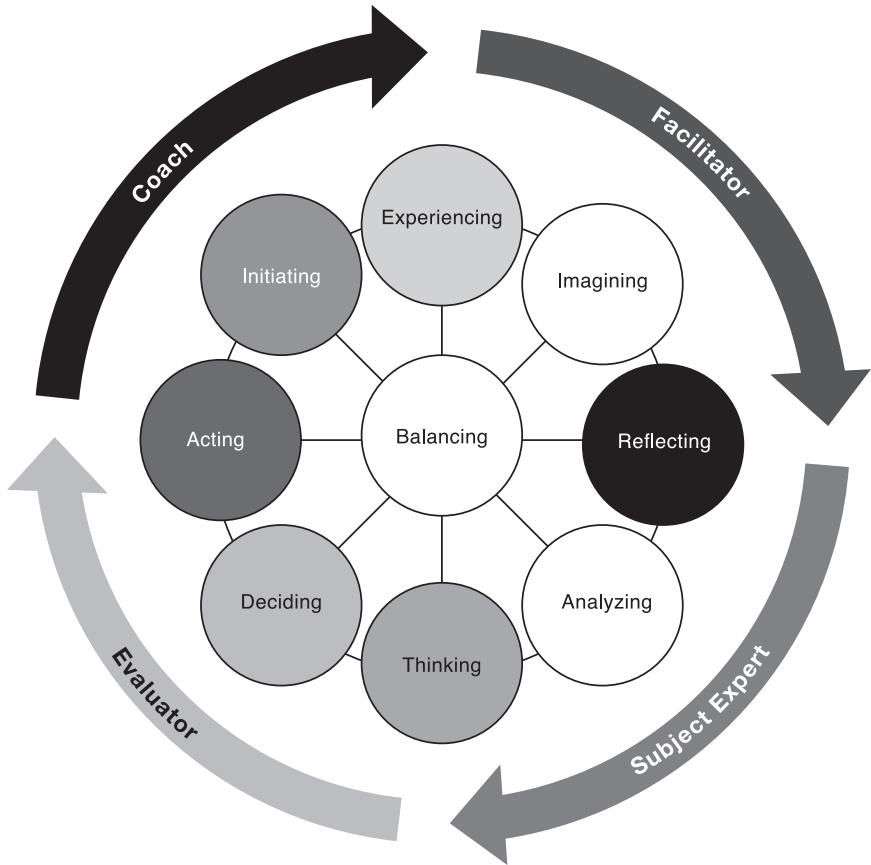 Coach
Facilitator
Experiencing
Initiating
Imagining
Acting
Balancing
Reflecting
Deciding
Analyzing
Thinking
Evaluator
Subject Expert